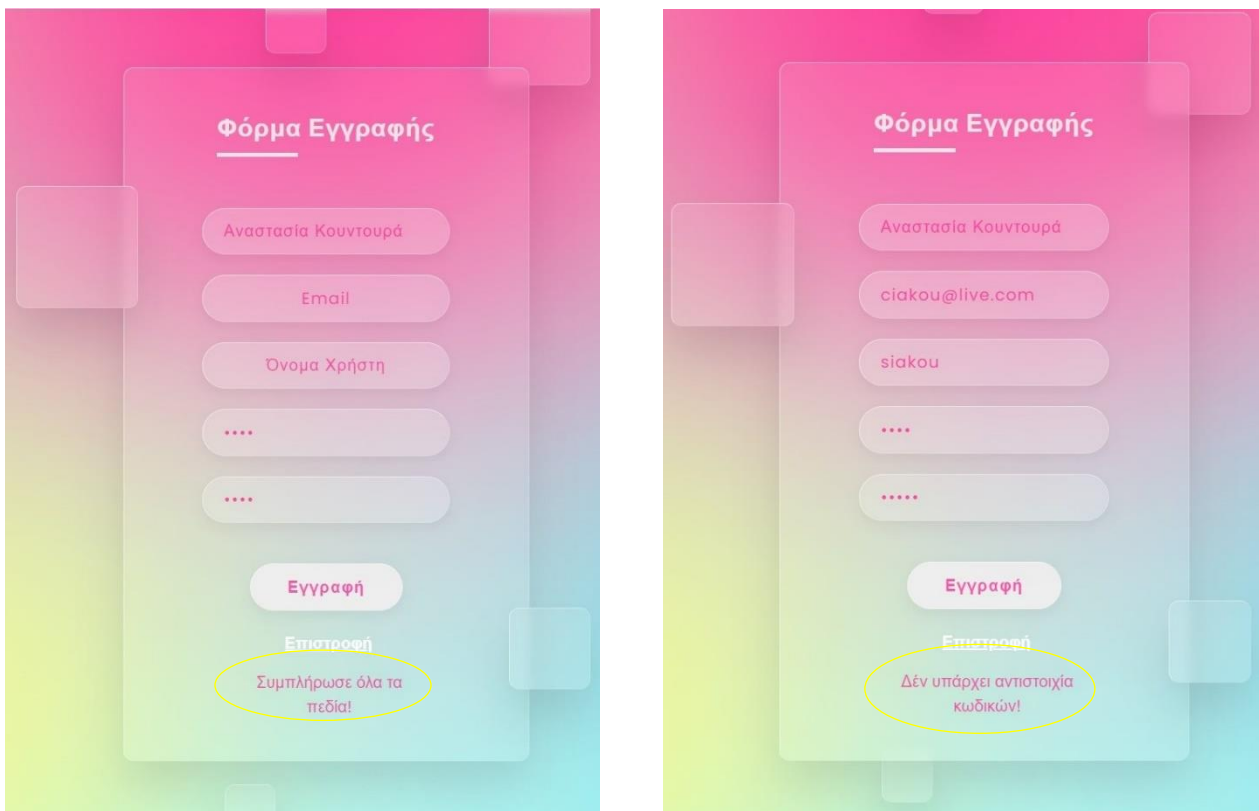 Φόρμα Εγγραφής
Αναστασία Κουντουρά
Email
Όνομα Χρήστη
••••
••••
Εγγραφή
Επιστροφή
Συμπλήρωσε όλα τα
πεδία!
Φόρμα Εγγραφής
Αναστασία Κουντουρά
ciakou@live.com
siakou
••••
•••••
Εγγραφή
Επιστροφή
Δέν υπάρχει αντιστοιχία
κωδικών!